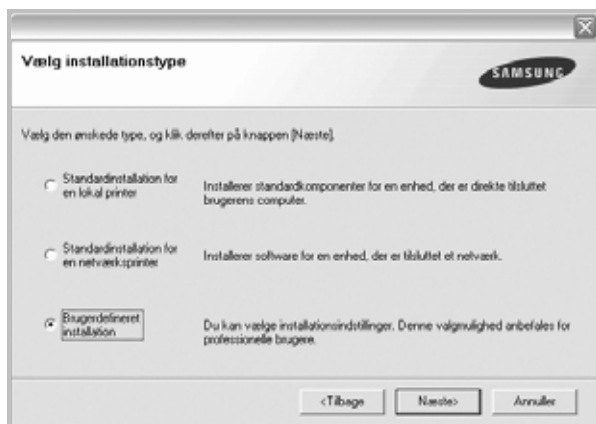 Vælg installationstype
SAMSUNG
Vælg den ønskede type, og klik derefter på knappen [Næste].
Standardinstallation for
en lokal printer
Installerer standardkomponenter for en enhed, der er direkte tilsluttet
brugerens computer.
Standardinstallation for
en netværksprinter
Installerer software for en enhed, der er tilsluttet et netværk.
Brugerdefineret
installation
Du kan vælge installationsindstillinger. Denne valgmulighed anbefales for
professionelle brugere.
<Tilbage
Næste>
Annuller